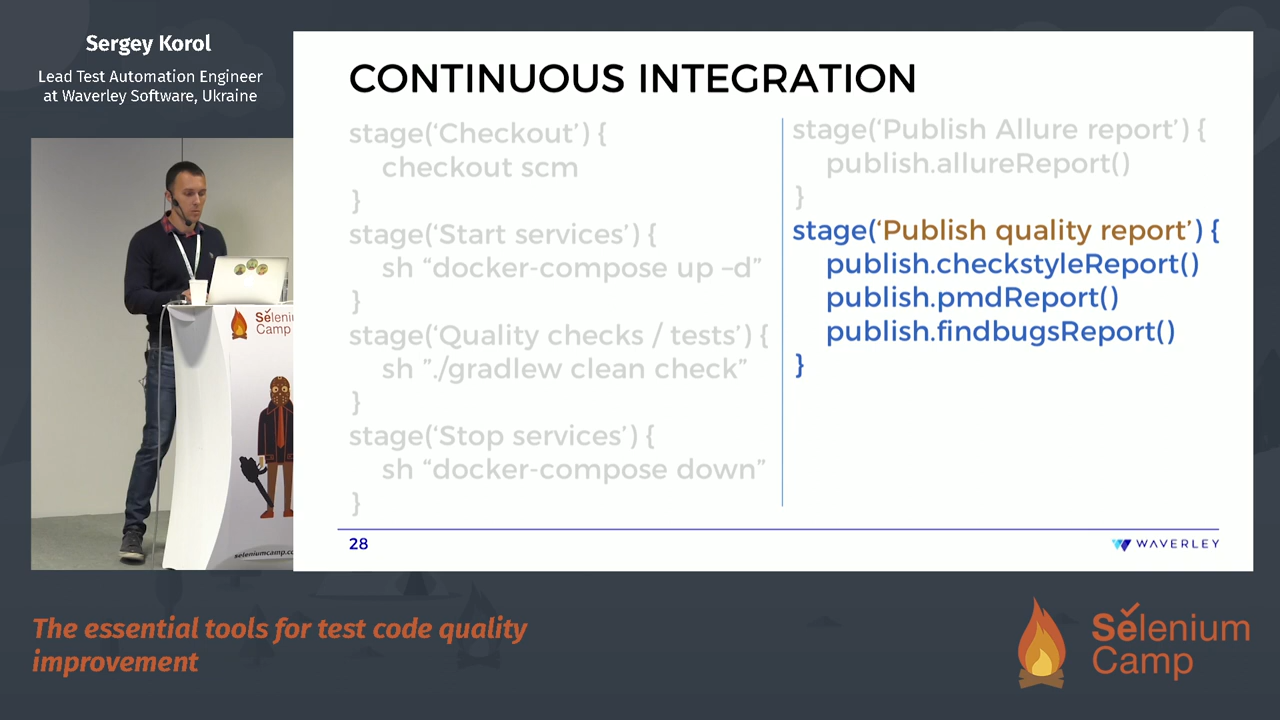 Sergey Korol
Lead Test Automation Engineer
at Waverley Software, Ukraine
CONTINUOUS INTEGRATION
stage(‘Checkout’) {
checkout scm
}
stage(‘Start services’) {
sh “docker-compose up –d”
}
stage(‘Quality checks / tests’) {
sh ”./gradlew clean check”
}
stage(‘Stop services’) {
sh “docker-compose down”
}
stage(‘Publish Allure report’) {
publish.allureReport()
}
stage(‘Publish quality report’) {
publish.checkstyleReport()
publish.pmdReport()
publish.findbugsReport()
}
28
WAVERLEY
Camp
The essential tools for test code quality
improvement
Selenium
Camp